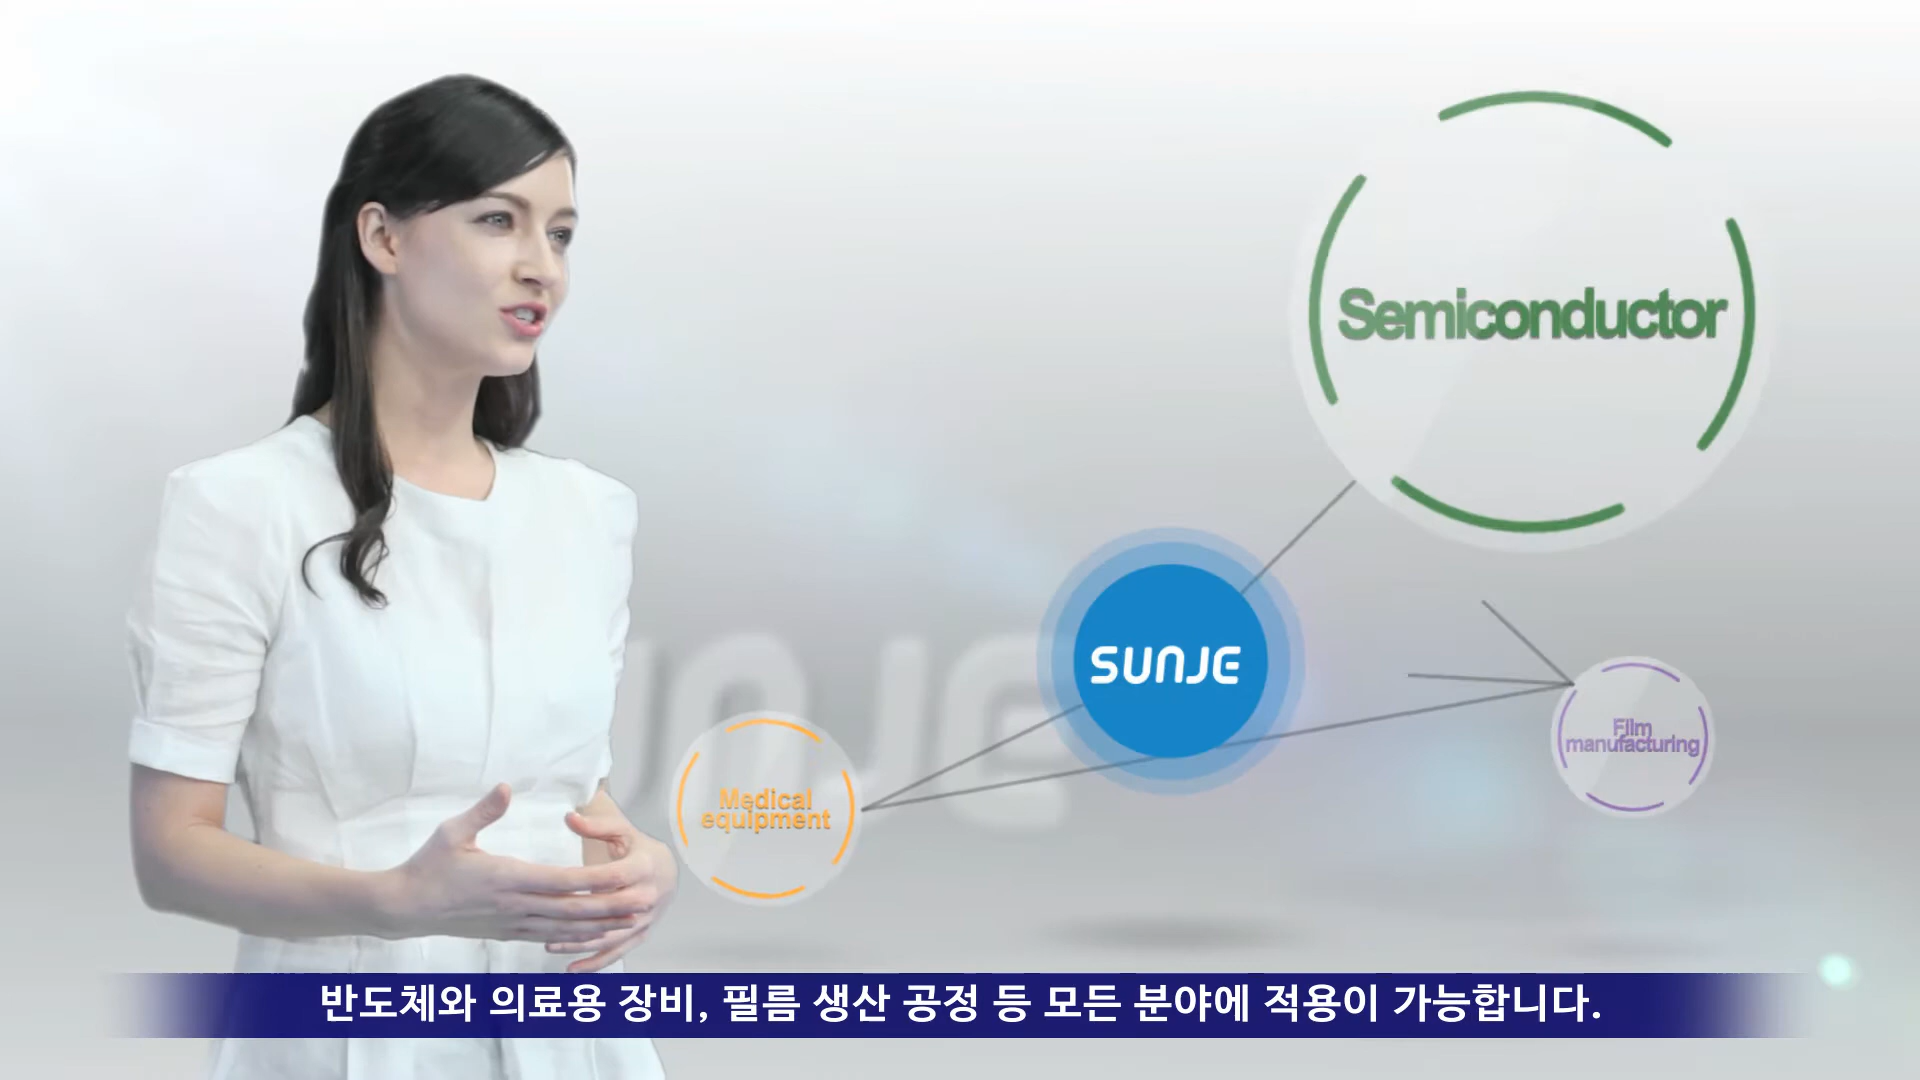 Semiconductor
SUNJE
Film
manufacturing
Medical
equipment
반도체와 의료용 장비, 필름 생산 공정 등 모든 분야에 적용이 가능합니다.